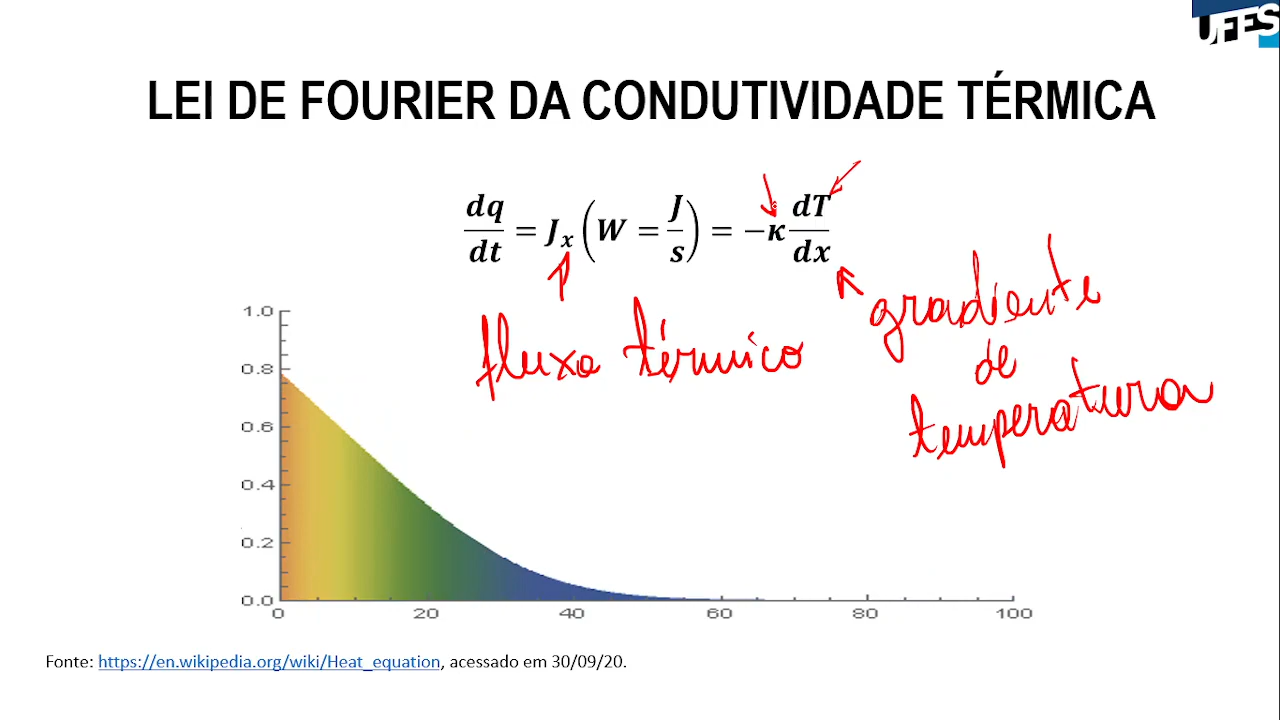 UFES
LEI DE FOURIER DA CONDUTIVIDADE TÉRMICA
dq/dt = Jₓ (W = J/s) = −κ dT/dx
fluxo térmico
gradiente
de
temperatura
1.0
0.8
0.6
0.4
0.2
0.0
0 20 40 60 80 100
Fonte: https://en.wikipedia.org/wiki/Heat_equation, acessado em 30/09/20.